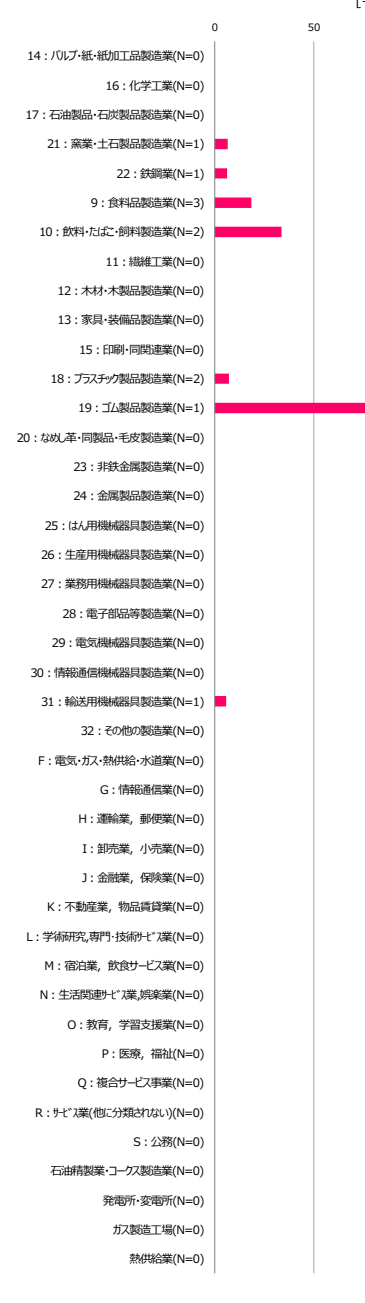 0 50
14：パルプ・紙・紙加工品製造業(N=0)
16：化学工業(N=0)
17：石油製品・石炭製品製造業(N=0)
21：窯業・土石製品製造業(N=1)
22：鉄鋼業(N=1)
9：食料品製造業(N=3)
10：飲料・たばこ・飼料製造業(N=2)
11：繊維工業(N=0)
12：木材・木製品製造業(N=0)
13：家具・装備品製造業(N=0)
15：印刷・同関連業(N=0)
18：プラスチック製品製造業(N=2)
19：ゴム製品製造業(N=1)
20：なめし革・同製品・毛皮製造業(N=0)
23：非鉄金属製造業(N=0)
24：金属製品製造業(N=0)
25：はん用機械器具製造業(N=0)
26：生産用機械器具製造業(N=0)
27：業務用機械器具製造業(N=0)
28：電子部品等製造業(N=0)
29：電気機械器具製造業(N=0)
30：情報通信機械器具製造業(N=0)
31：輸送用機械器具製造業(N=1)
32：その他の製造業(N=0)
F：電気・ガス・熱供給・水道業(N=0)
G：情報通信業(N=0)
H：運輸業，郵便業(N=0)
I：卸売業，小売業(N=0)
J：金融業，保険業(N=0)
K：不動産業，物品賃貸業(N=0)
L：学術研究,専門・技術ｻｰﾋﾞｽ業(N=0)
M：宿泊業，飲食サービス業(N=0)
N：生活関連ｻｰﾋﾞｽ業,娯楽業(N=0)
O：教育，学習支援業(N=0)
P：医療，福祉(N=0)
Q：複合サービス事業(N=0)
R：ｻｰﾋﾞｽ業(他に分類されない)(N=0)
S：公務(N=0)
石油精製業・コークス製造業(N=0)
発電所・変電所(N=0)
ガス製造工場(N=0)
熱供給業(N=0)